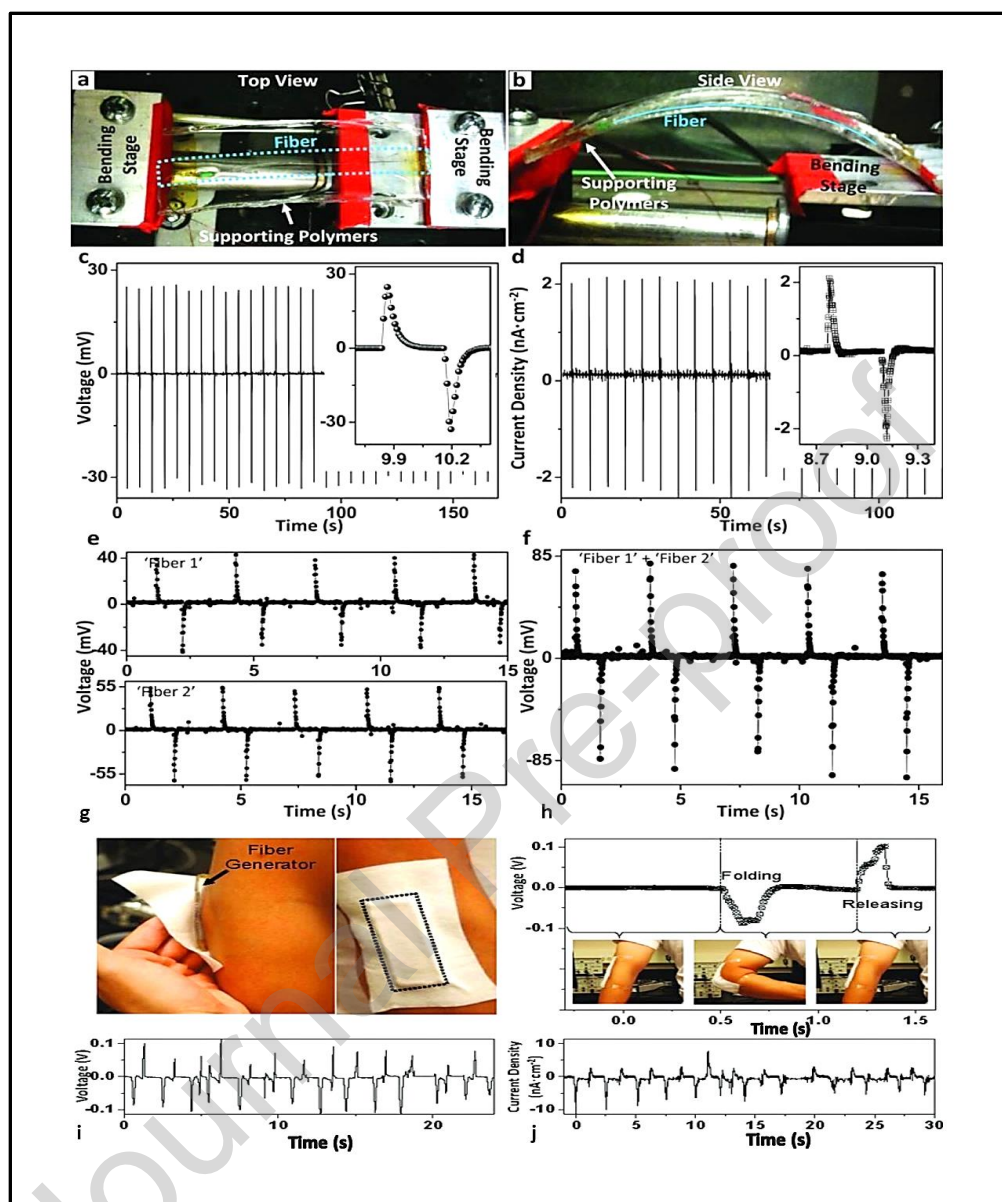 a
Top View
Bending
Stage
Fiber
Bending
Stage
Supporting Polymers
b
Side View
Fiber
Supporting
Polymers
Bending
Stage
c
30
0
-30
Voltage (mV)
0 50 100 150
Time (s)
30
0
-30
9.9 10.2
d
2
0
-2
Current Density (nA·cm⁻²)
0 50 100
Time (s)
2
0
-2
8.7 9.0 9.3
e
'Fiber 1'
40
0
-40
0 5 10 15
Voltage (mV)
'Fiber 2'
55
0
-55
0 5 10 15
Time (s)
f
'Fiber 1' + 'Fiber 2'
85
0
-85
Voltage (mV)
0 5 10 15
Time (s)
g
Fiber
Generator
h
0.1
0.0
-0.1
Voltage (V)
Folding
Releasing
0.0 0.5 1.0 1.5
Time (s)
i
0.1
0.0
-0.1
Voltage (V)
0 10 20
Time (s)
j
10
5
0
-5
-10
Current Density
(nA·cm⁻²)
0 5 10 15 20 25 30
Time (s)
Journal Pre-proof